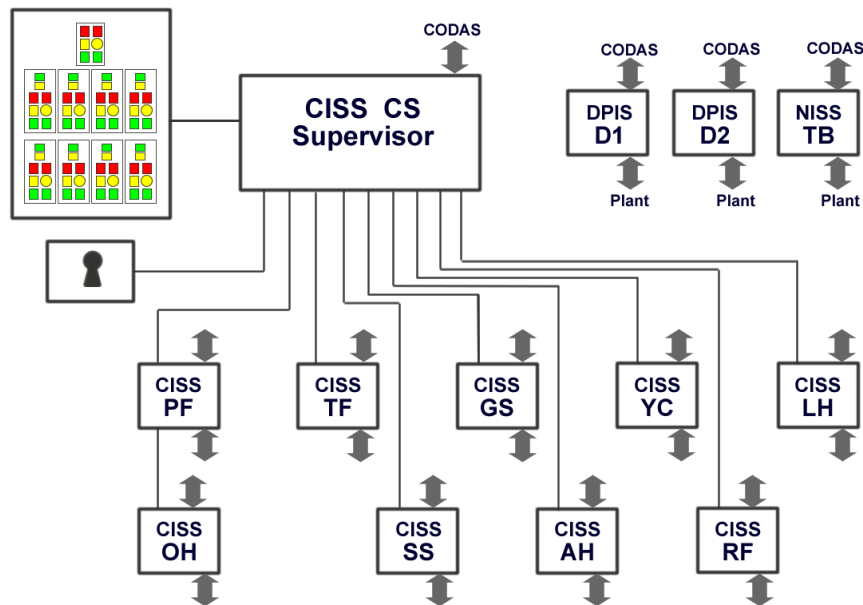 CODAS
CISS CS
Supervisor
CODAS
CODAS
CODAS
DPIS
D1
DPIS
D2
NISS
TB
Plant
Plant
Plant
CISS
PF
CISS
TF
CISS
GS
CISS
YC
CISS
LH
CISS
OH
CISS
SS
CISS
AH
CISS
RF